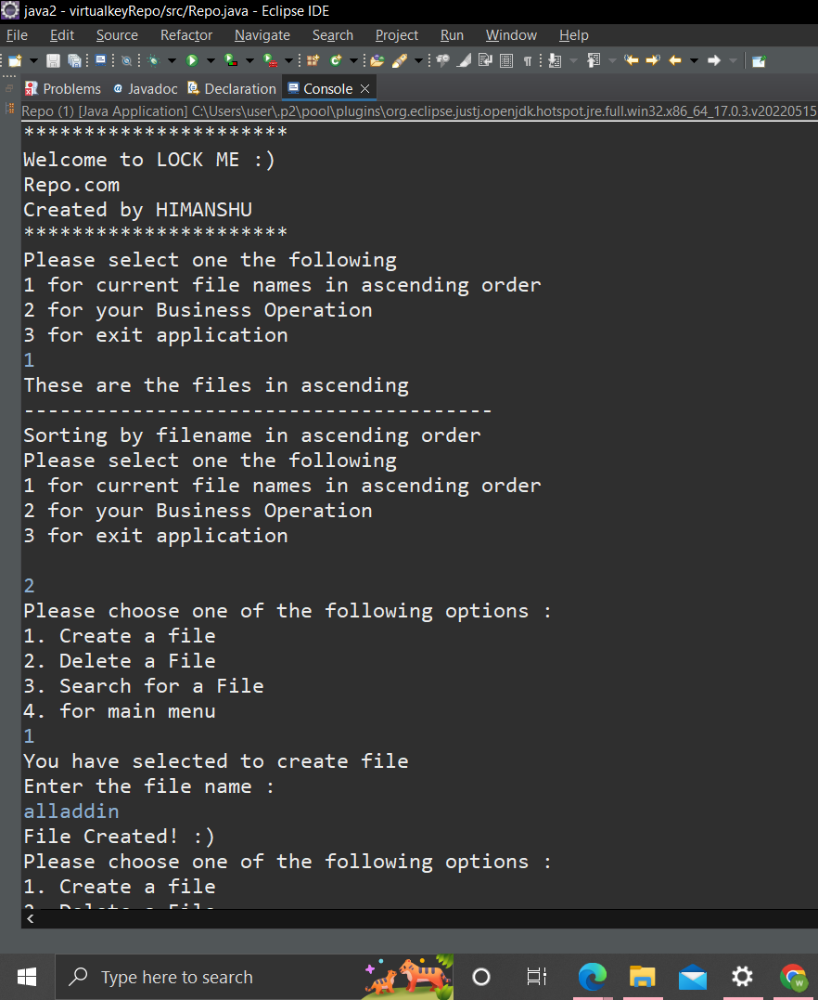 java2 - virtualkeyRepo/src/Repo.java - Eclipse IDE
File Edit Source Refactor Navigate Search Project Run Window Help
Problems @ Javadoc Declaration Console
Repo (1) [Java Application] C:\Users\user\.p2\pool\plugins\org.eclipse.justj.openjdk.hotspot.jre.full.win32.x86_64_17.0.3.v20220515
**********************
Welcome to LOCK ME :)
Repo.com
Created by HIMANSHU
**********************
Please select one the following
1 for current file names in ascending order
2 for your Business Operation
3 for exit application
1
These are the files in ascending
---------------------------------------
Sorting by filename in ascending order
Please select one the following
1 for current file names in ascending order
2 for your Business Operation
3 for exit application
2
Please choose one of the following options :
1. Create a file
2. Delete a File
3. Search for a File
4. for main menu
1
You have selected to create file
Enter the file name :
alladdin
File Created! :)
Please choose one of the following options :
1. Create a file
2. Delete a File
Type here to search